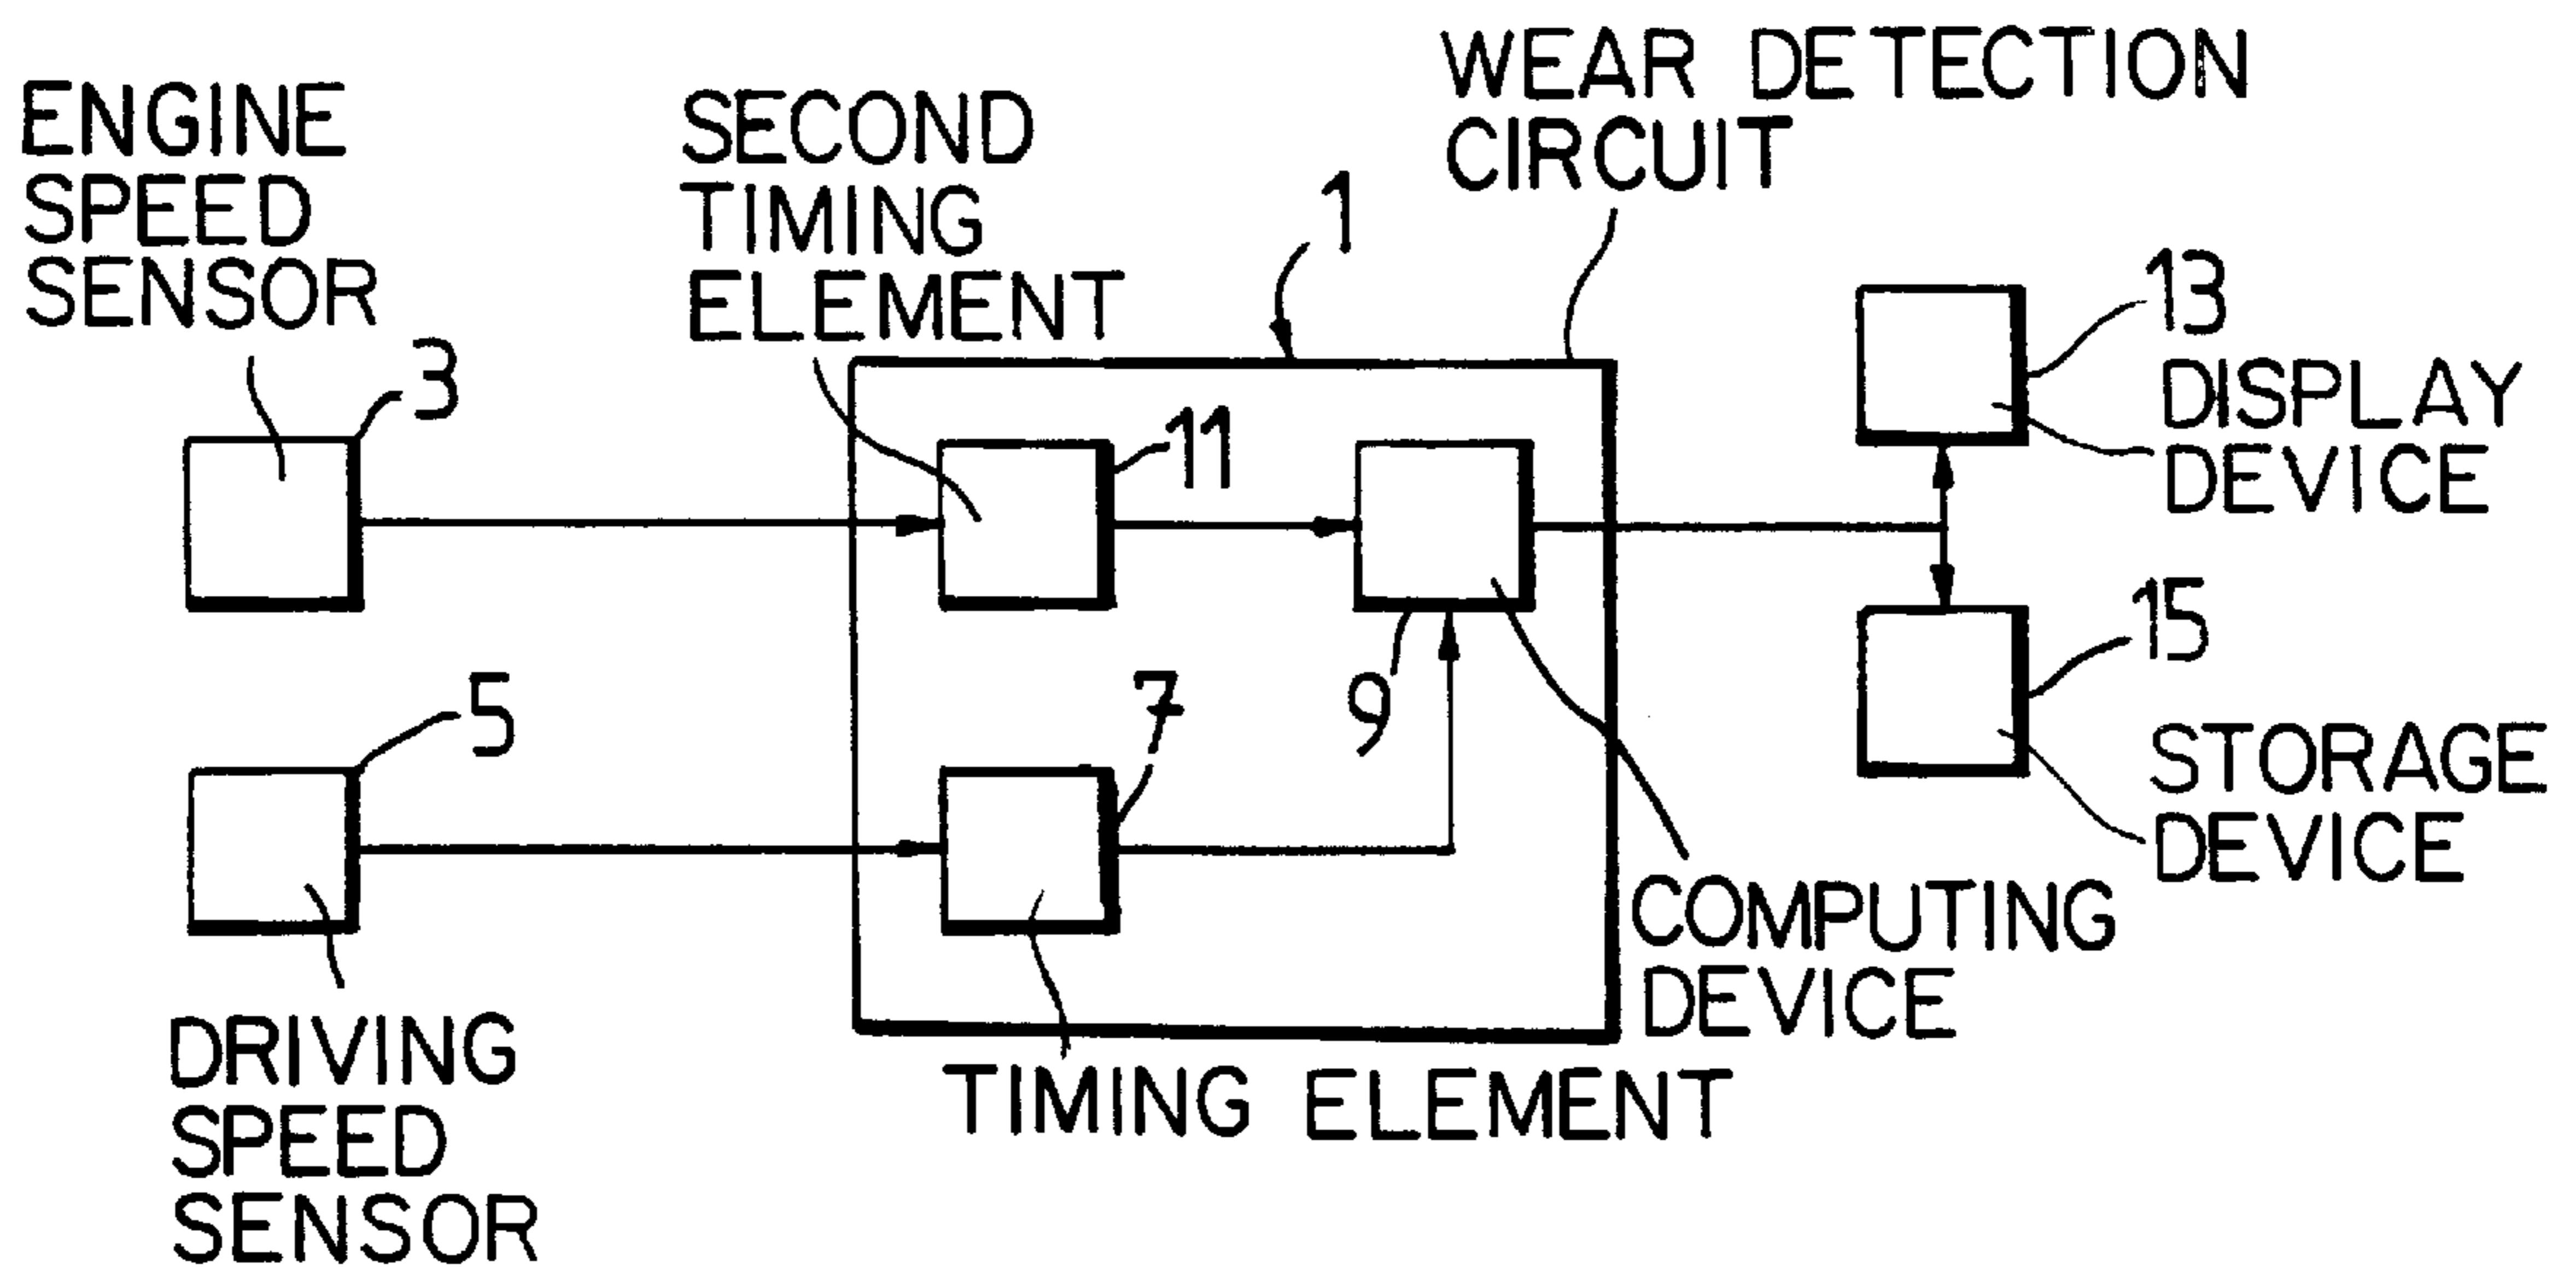 ENGINE
SPEED
SENSOR
3
SECOND
TIMING
ELEMENT
1
WEAR DETECTION
CIRCUIT
11
13
DISPLAY
DEVICE
5
7
9
15
STORAGE
DEVICE
COMPUTING
DEVICE
TIMING ELEMENT
DRIVING
SPEED
SENSOR